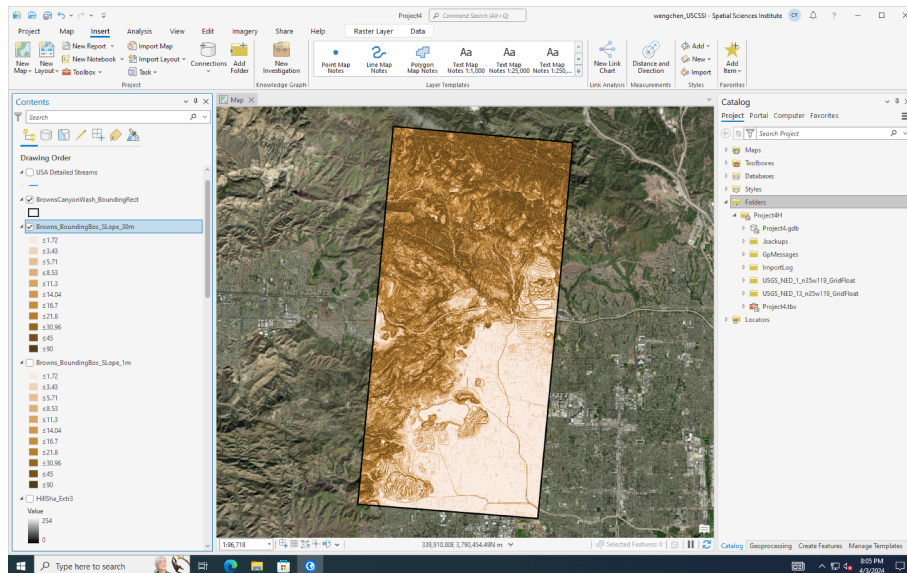 Project4
Command Search (Alt+Q)
wengchen_USCSSI - Spatial Sciences Institute
CY
?
Project Map Insert Analysis View Edit Imagery Share Help Raster Layer Data
New Map
New Layout
New Report
New Notebook
Toolbox
Import Map
Import Layout
Task
Connections
Add Folder
Project
New Investigation
Knowledge Graph
Point Map Notes
Line Map Notes
Polygon Map Notes
Aa
Text Map Notes 1:1,000
Aa
Text Map Notes 1:25,000
Aa
Text Map Notes 1:250,...
Layer Templates
New Link Chart
Link Analysis
Distance and Direction
Measurements
Add
New
Import
Styles
Add Item
Favorites
Contents
Search
Drawing Order
USA Detailed Streams
BrownsCanyonWash_BoundingRect
Browns_BoundingBox_SLope_30m
≤1.72
≤3.43
≤5.71
≤8.53
≤11.3
≤14.04
≤16.7
≤21.8
≤30.96
≤45
≤90
Browns_BoundingBox_SLope_1m
≤1.72
≤3.43
≤5.71
≤8.53
≤11.3
≤14.04
≤16.7
≤21.8
≤30.96
≤45
≤90
HillSha_Extr3
Value
254
0
Map
1:96,718
339,910.80E 3,790,454.49N m
Selected Features: 0
Catalog
Project Portal Computer Favorites
Search Project
Maps
Toolboxes
Databases
Styles
Folders
Project4H
Project4.gdb
.backups
GpMessages
ImportLog
USGS_NED_1_n35w119_GridFloat
USGS_NED_13_n35w119_GridFloat
Project4.tbx
Locators
Catalog Geoprocessing Create Features Manage Templates
Type here to search
8:05 PM
4/3/2024